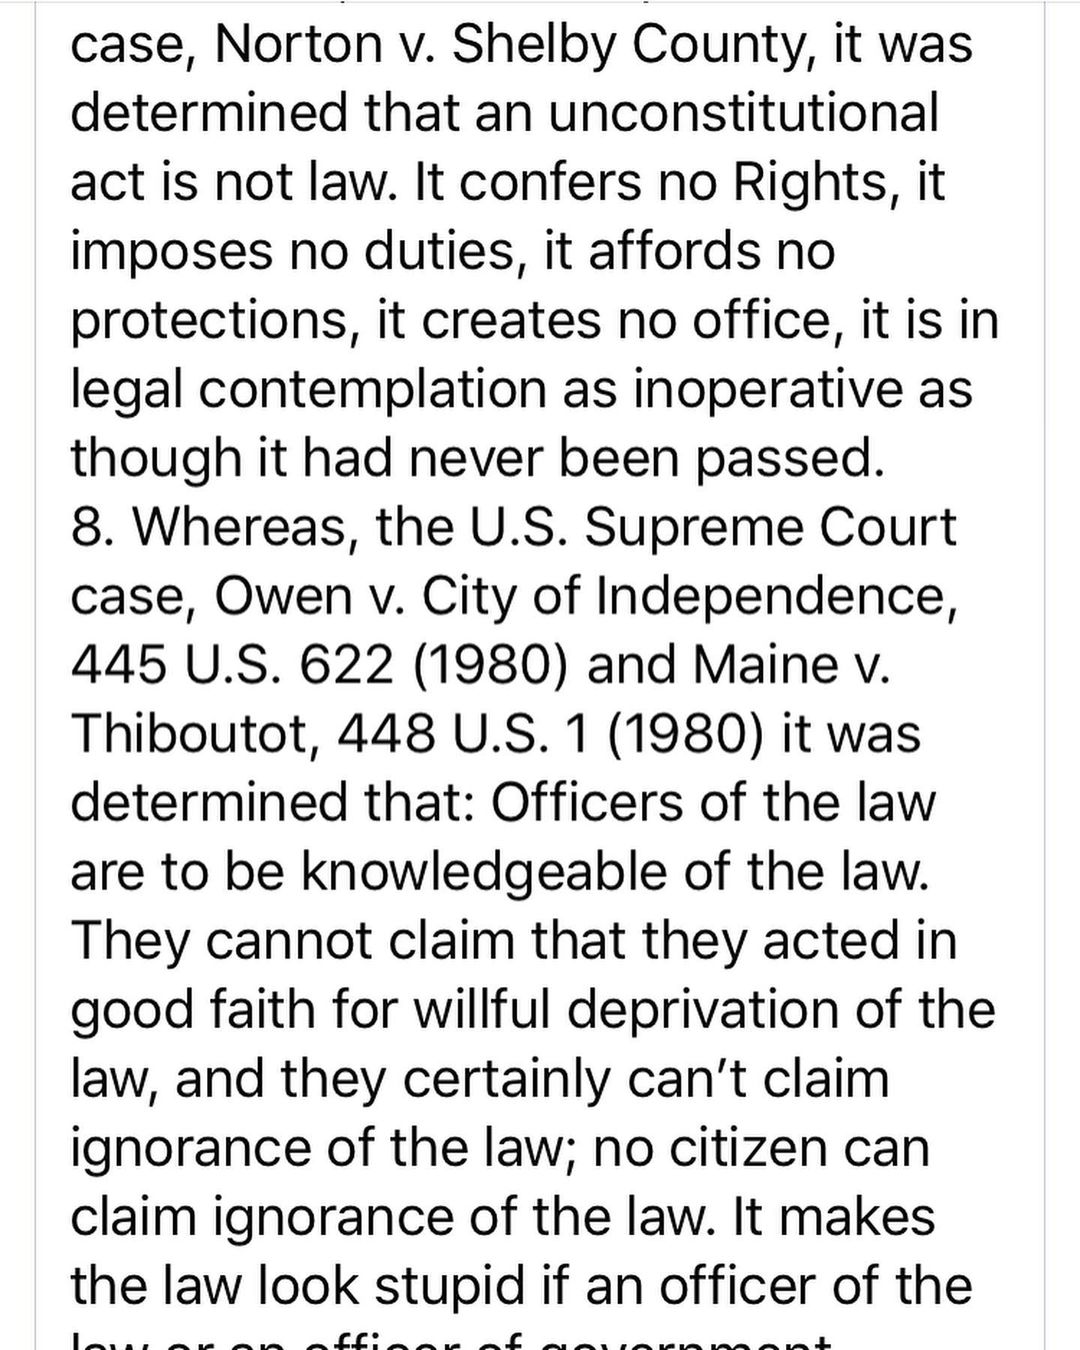 case, Norton v. Shelby County, it was
determined that an unconstitutional
act is not law. It confers no Rights, it
imposes no duties, it affords no
protections, it creates no office, it is in
legal contemplation as inoperative as
though it had never been passed.
8. Whereas, the U.S. Supreme Court
case, Owen v. City of Independence,
445 U.S. 622 (1980) and Maine v.
Thiboutot, 448 U.S. 1 (1980) it was
determined that: Officers of the law
are to be knowledgeable of the law.
They cannot claim that they acted in
good faith for willful deprivation of the
law, and they certainly can’t claim
ignorance of the law; no citizen can
claim ignorance of the law. It makes
the law look stupid if an officer of the
law or an officer of government